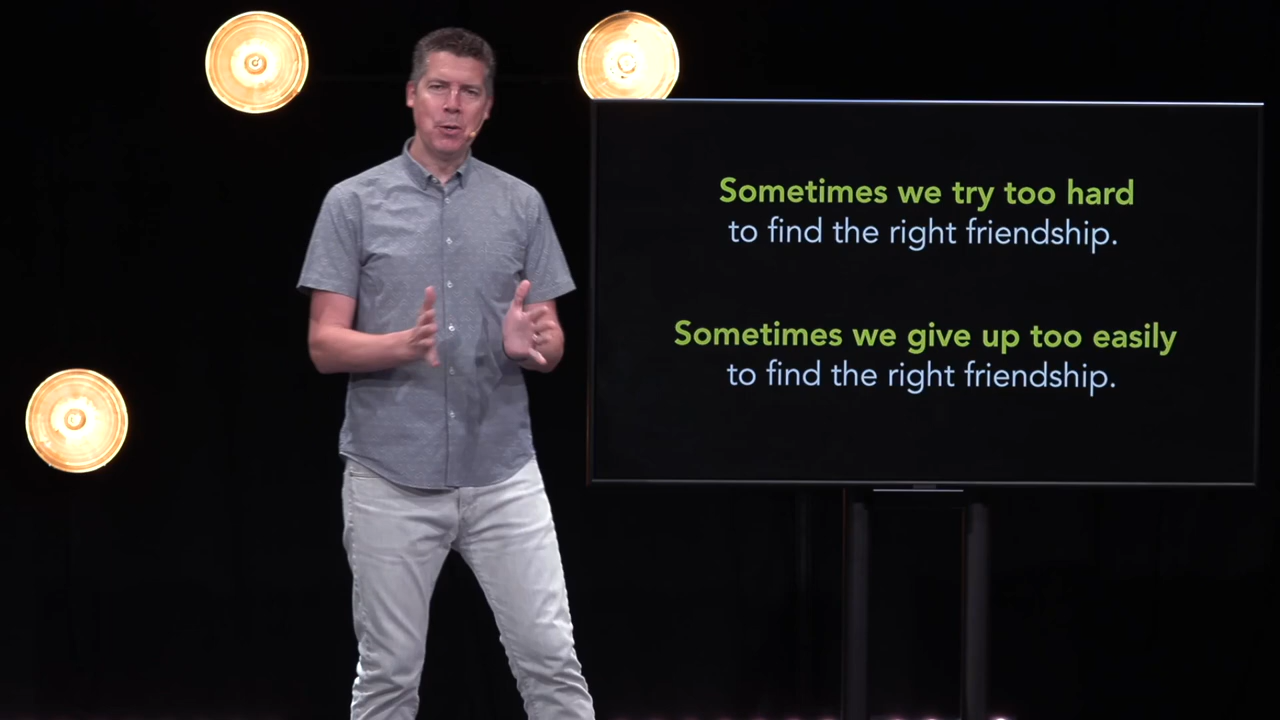 Sometimes we try too hard
to find the right friendship.
Sometimes we give up too easily
to find the right friendship.